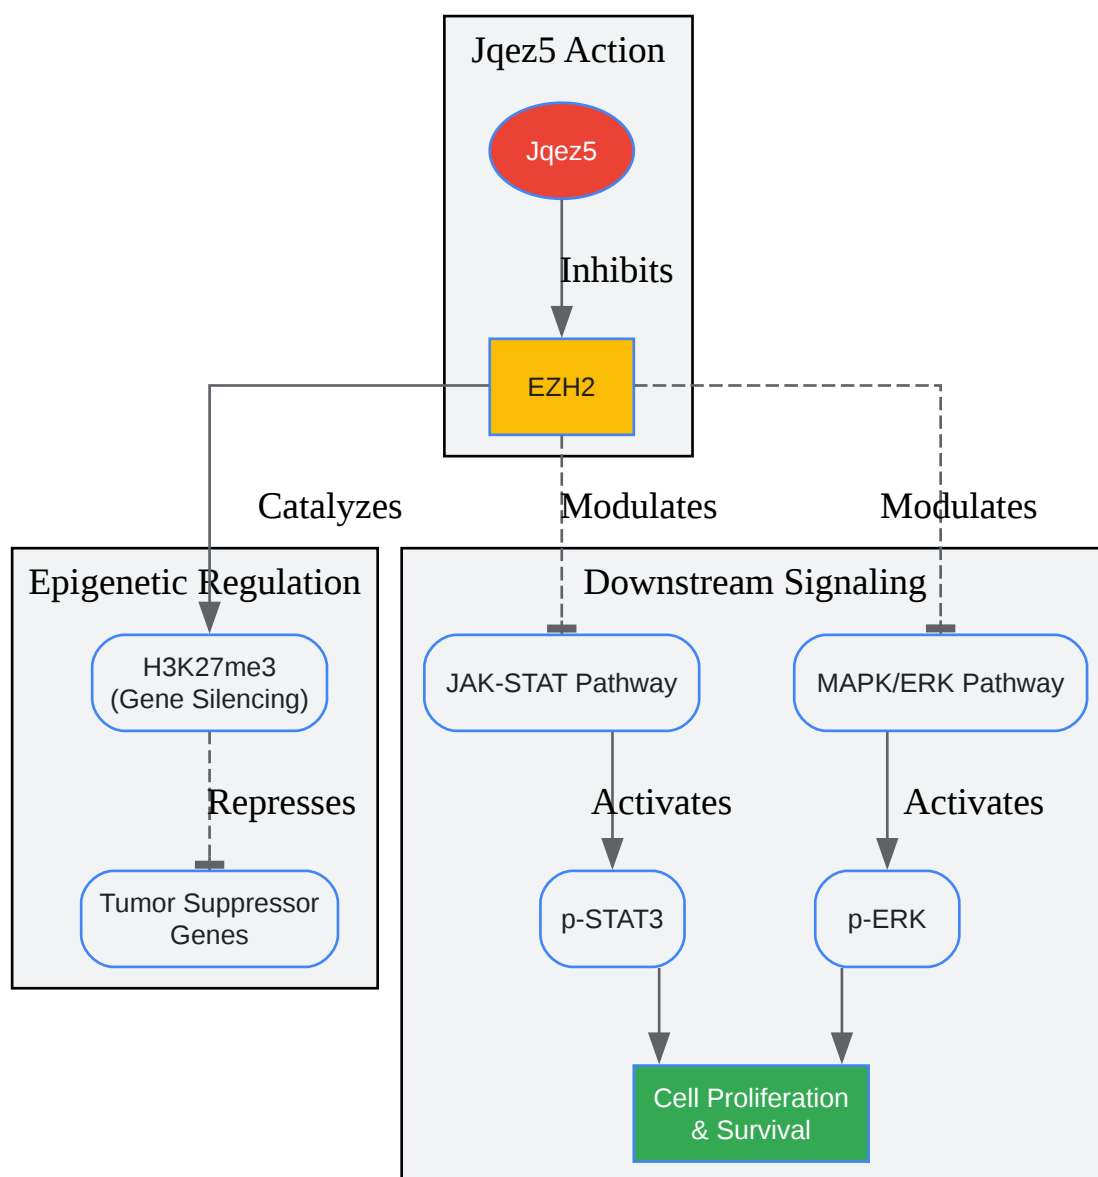 Jqez5 Action
Jqez5
Inhibits
EZH2
Catalyzes
Modulates
Modulates
Epigenetic Regulation
H3K27me3
(Gene Silencing)
Represses
Tumor Suppressor
Genes
Downstream Signaling
JAK-STAT Pathway
MAPK/ERK Pathway
Activates
Activates
p-STAT3
p-ERK
Cell Proliferation
& Survival